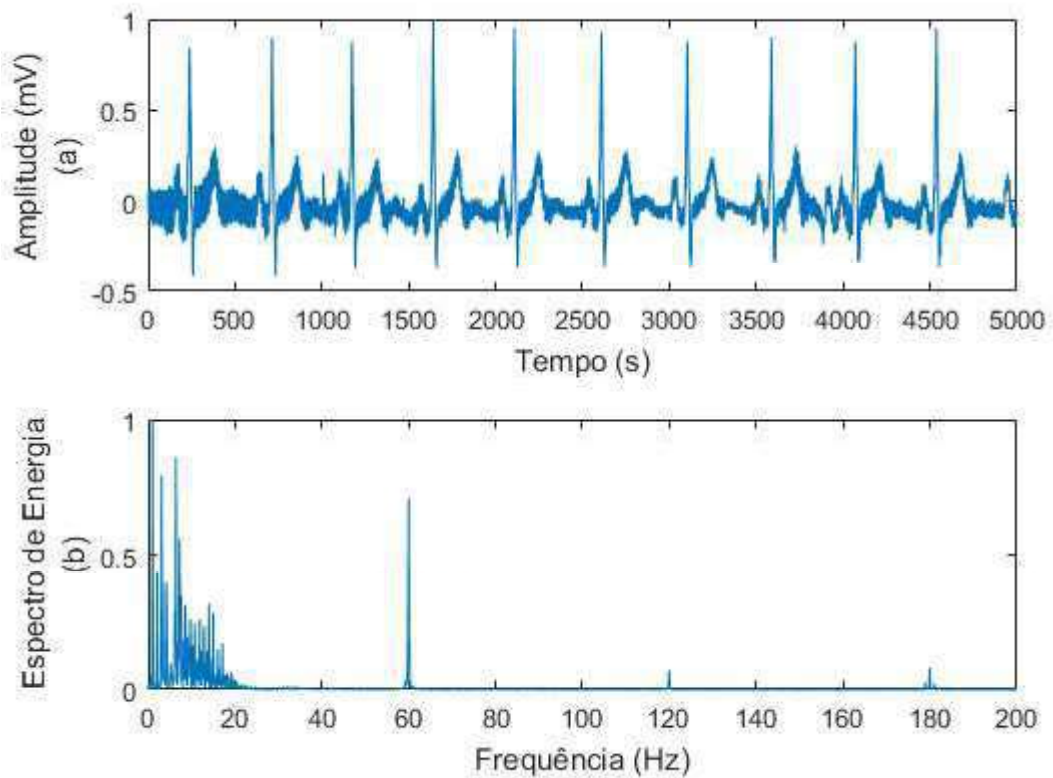 1
0.5
0
-0.5
Amplitude (mV)
(a)
0 500 1000 1500 2000 2500 3000 3500 4000 4500 5000
Tempo (s)
1
0.5
0
Espectro de Energia
(b)
0 20 40 60 80 100 120 140 160 180 200
Frequência (Hz)